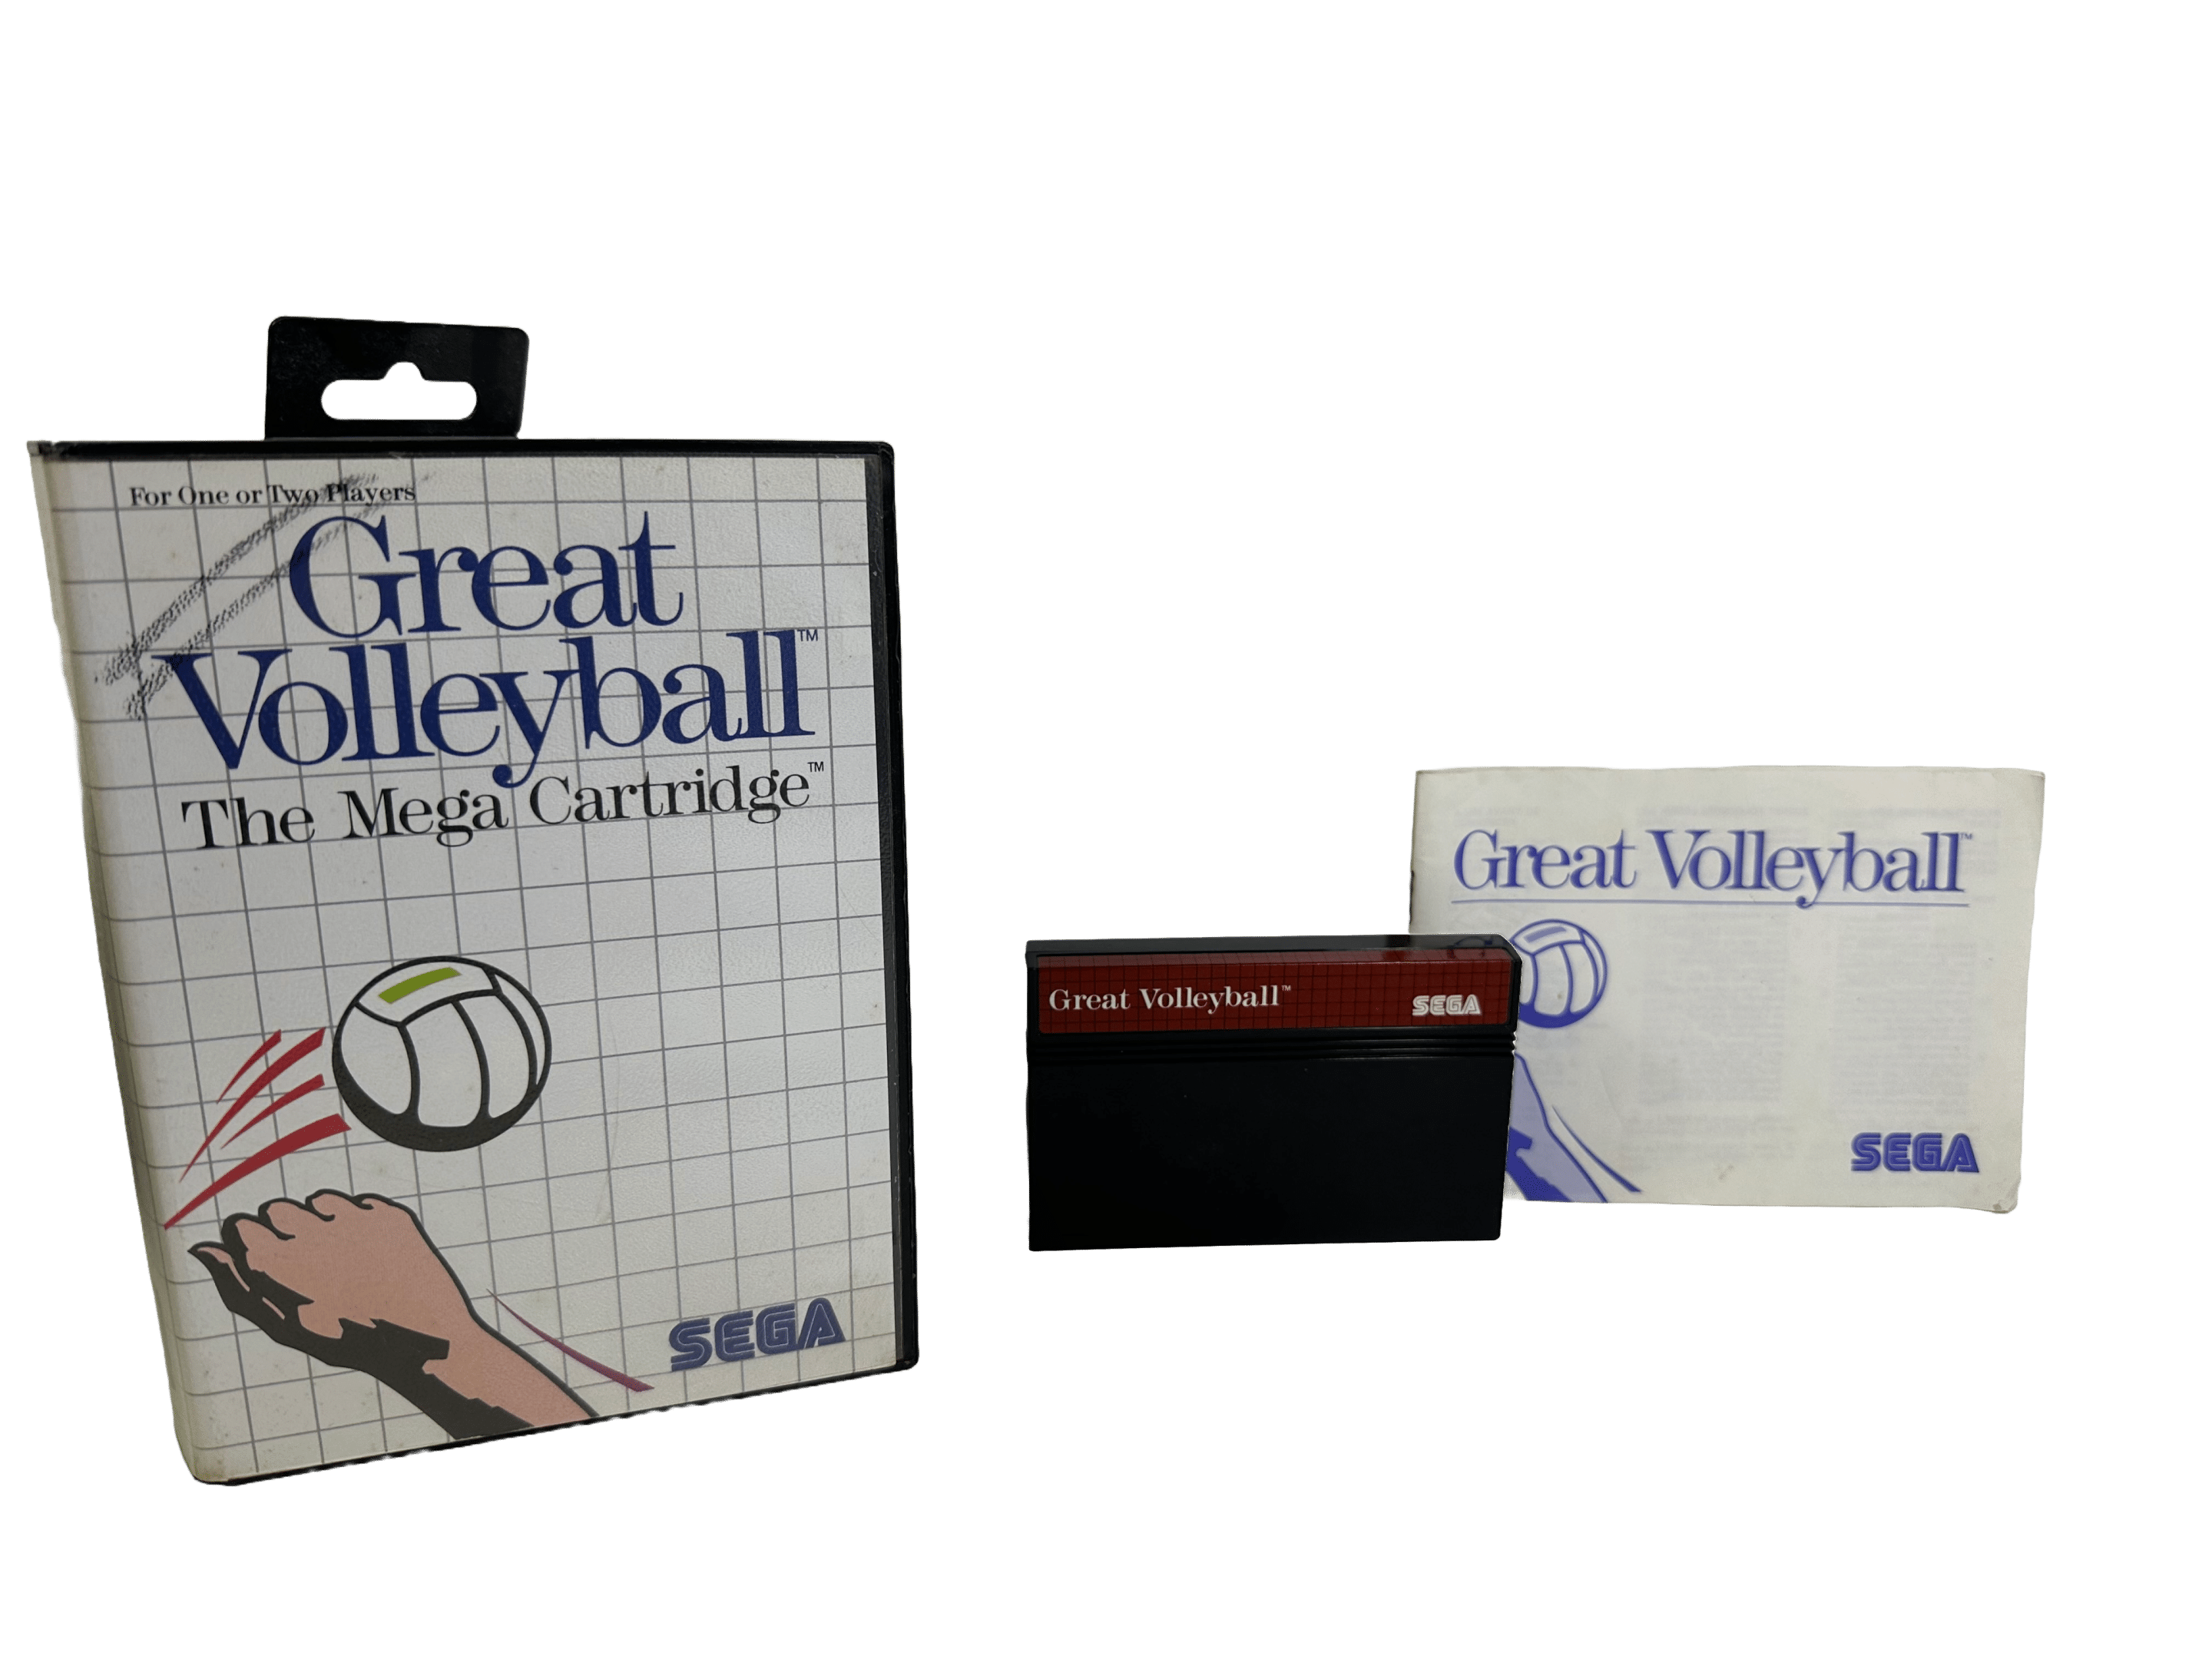 For One or Two Players
Great
Volleyball™
The Mega Cartridge™
SEGA
Great Volleyball™
SEGA
Great Volleyball™
SEGA